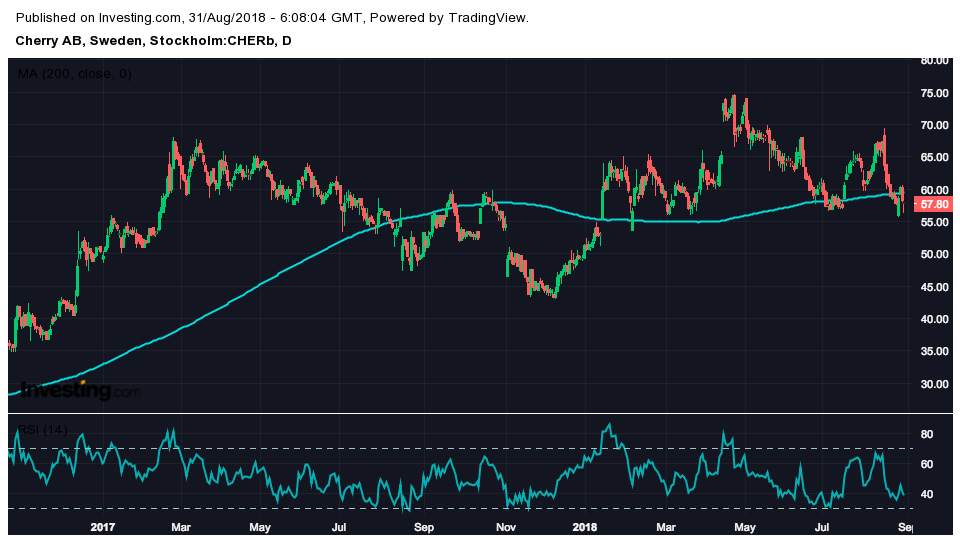 Published on Investing.com, 31/Aug/2018 - 6:08:04 GMT, Powered by TradingView.
Cherry AB, Sweden, Stockholm:CHERb, D
MA (200, close, 0)
80.00
75.00
70.00
65.00
60.00
57.80
55.00
50.00
45.00
40.00
35.00
30.00
Investing.com
RSI (14)
80
60
40
2017 Mar May Jul Sep Nov 2018 Mar May Jul Sep